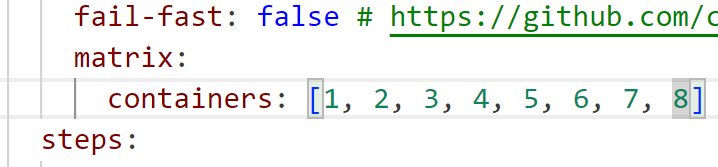 fail-fast: false # https://github.com/c
matrix:
containers: [1, 2, 3, 4, 5, 6, 7, 8]
steps: